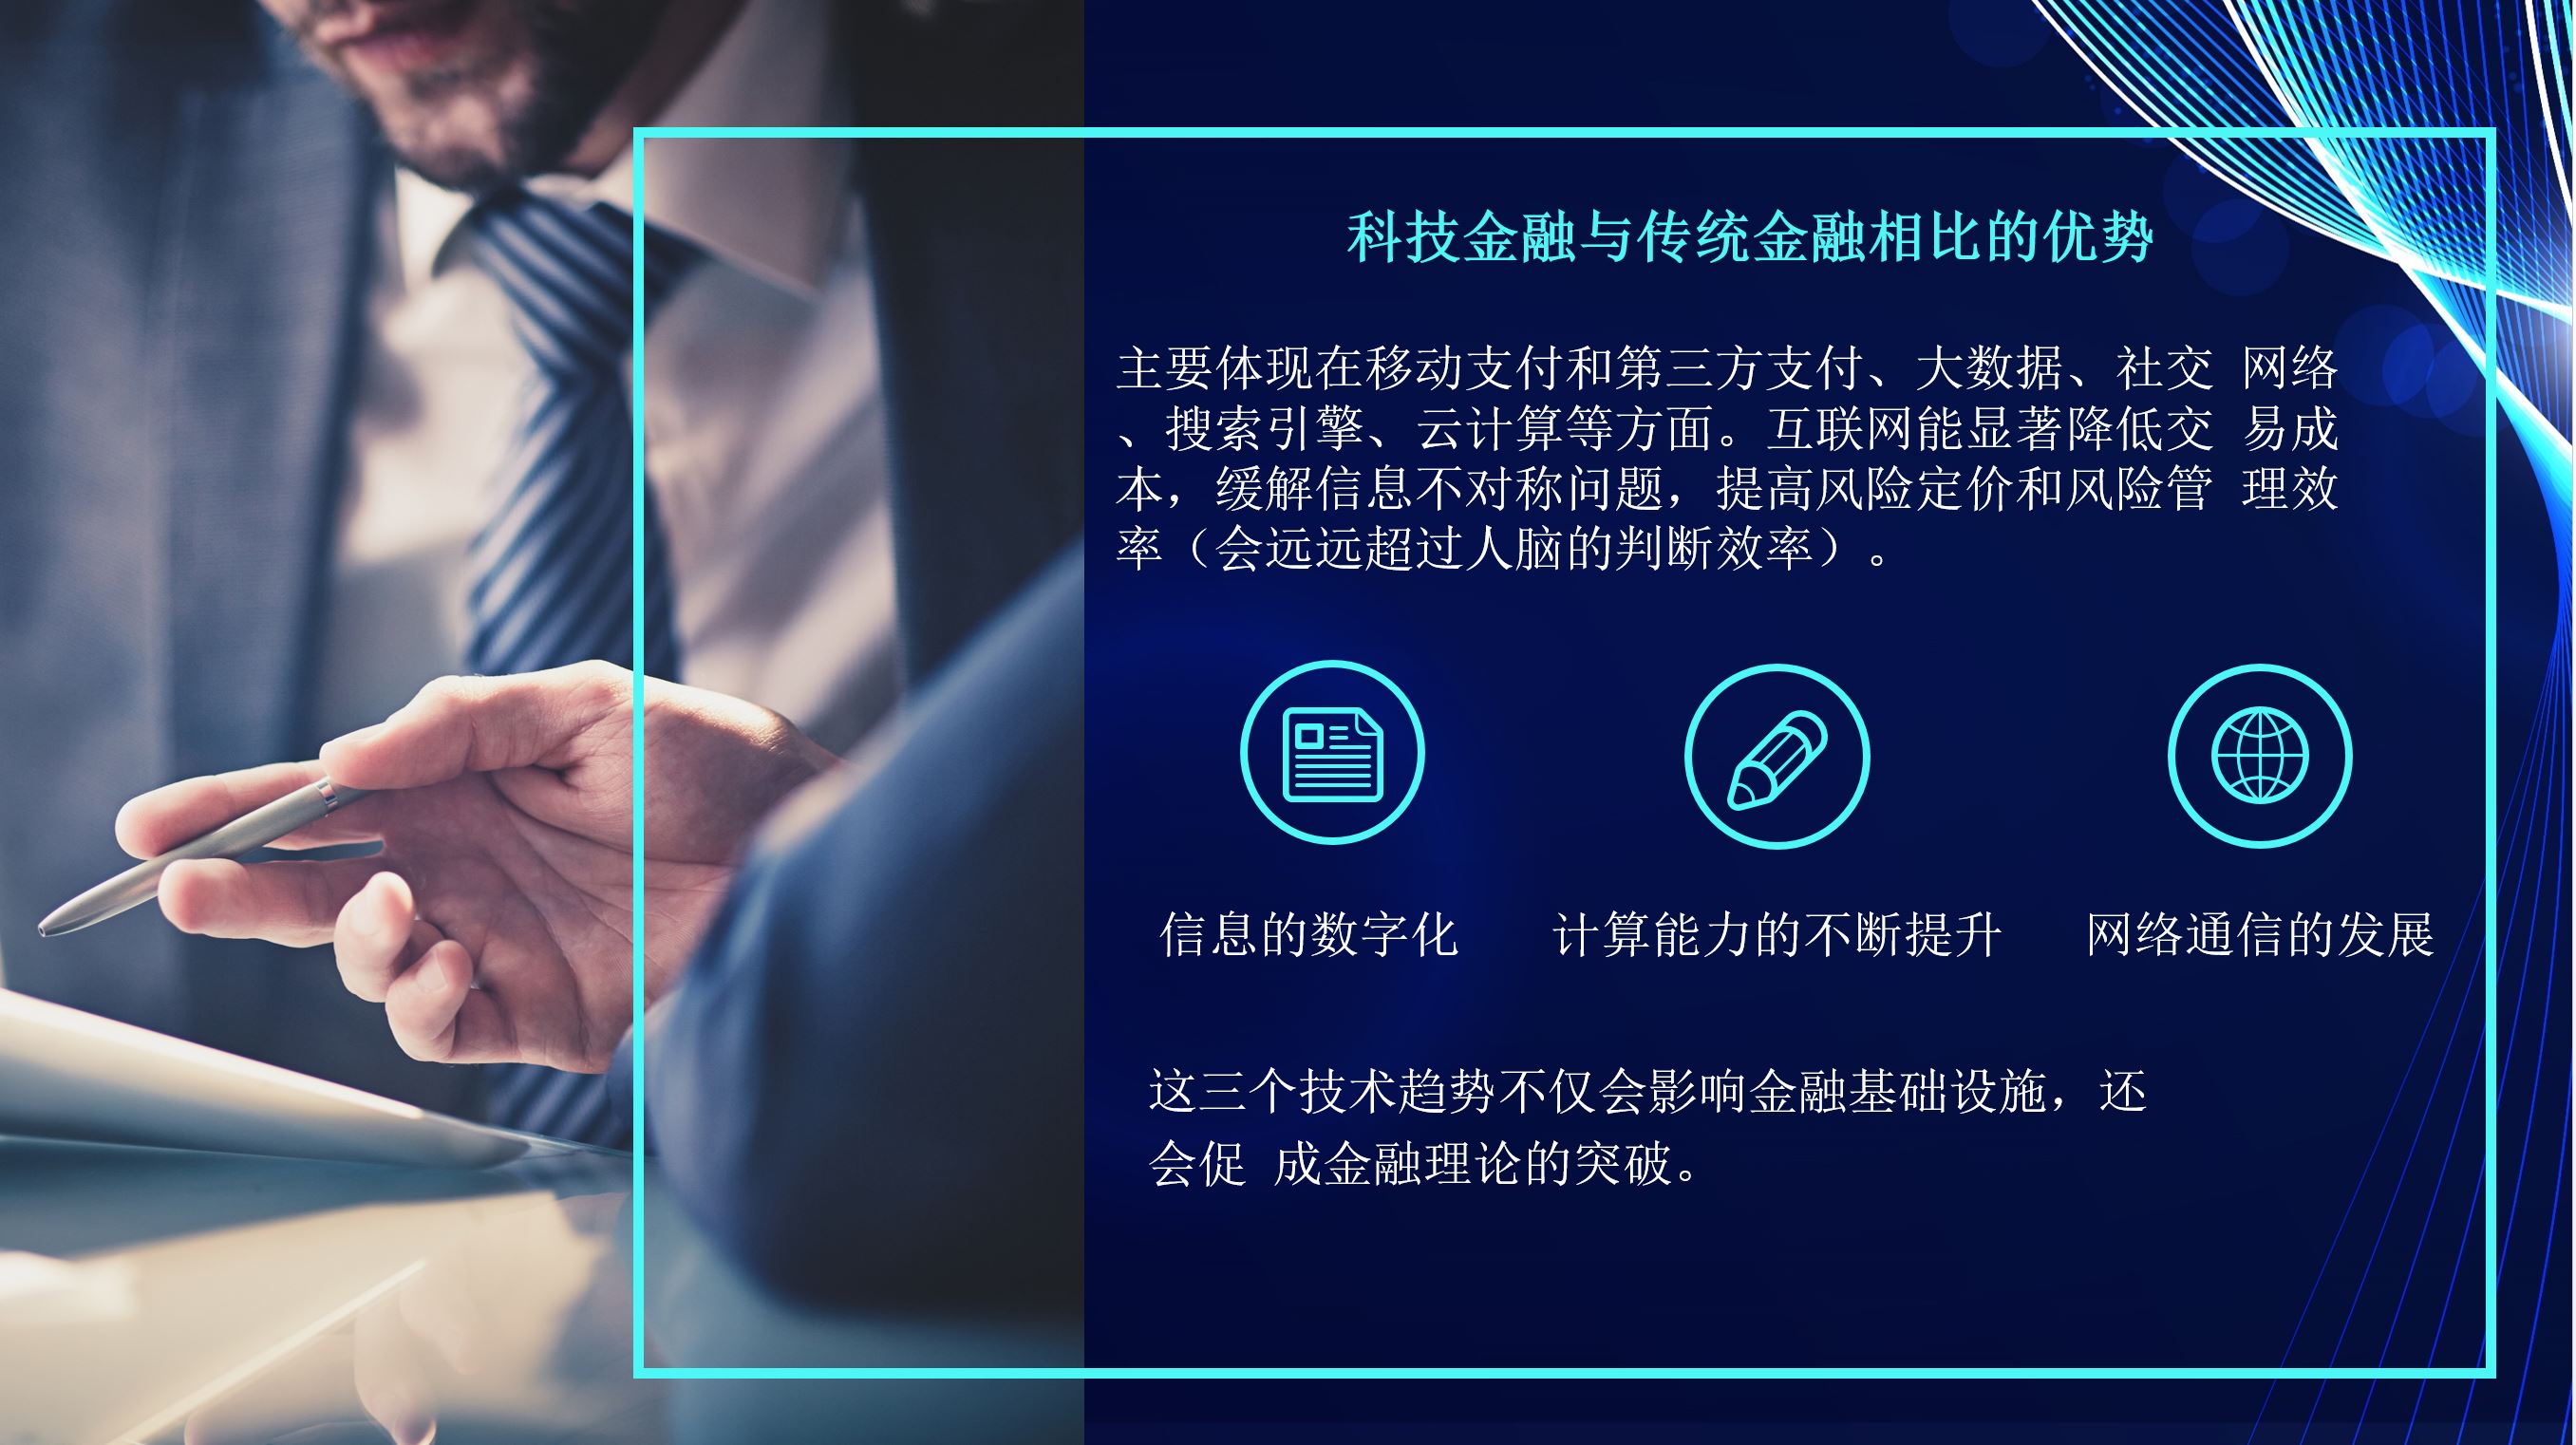 科技金融与传统金融相比的优势
主要体现在移动支付和第三方支付、大数据、社交 网络
、搜索引擎、云计算等方面。互联网能显著降低交 易成
本，缓解信息不对称问题，提高风险定价和风险管 理效
率（会远远超过人脑的判断效率）。
信息的数字化
计算能力的不断提升
网络通信的发展
这三个技术趋势不仅会影响金融基础设施，还
会促 成金融理论的突破。